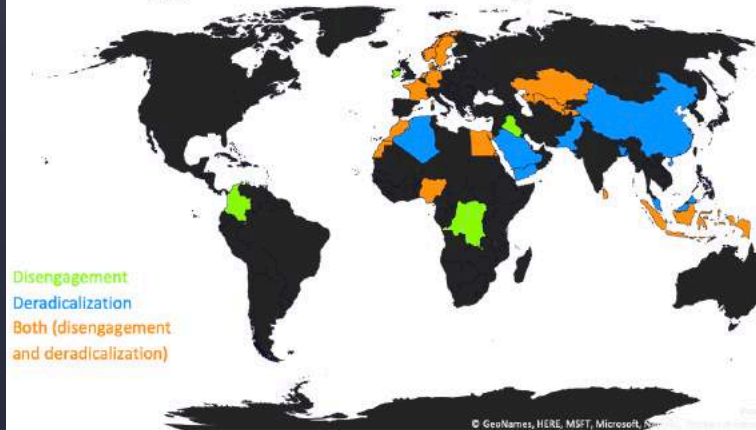 Disengagement
Deradicalization
Both (disengagement
and deradicalization)
© GeoNames, HERE, MSFT, Microsoft,